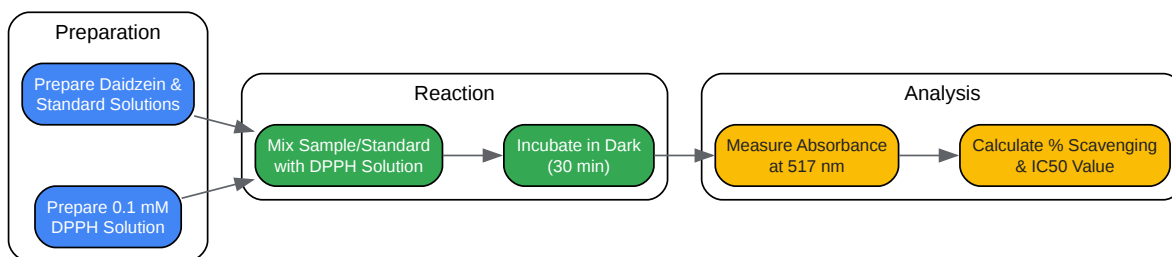 Preparation
Prepare Daidzein &
Standard Solutions
Prepare 0.1 mM
DPPH Solution
Reaction
Mix Sample/Standard
with DPPH Solution
Incubate in Dark
(30 min)
Analysis
Measure Absorbance
at 517 nm
Calculate % Scavenging
& IC50 Value